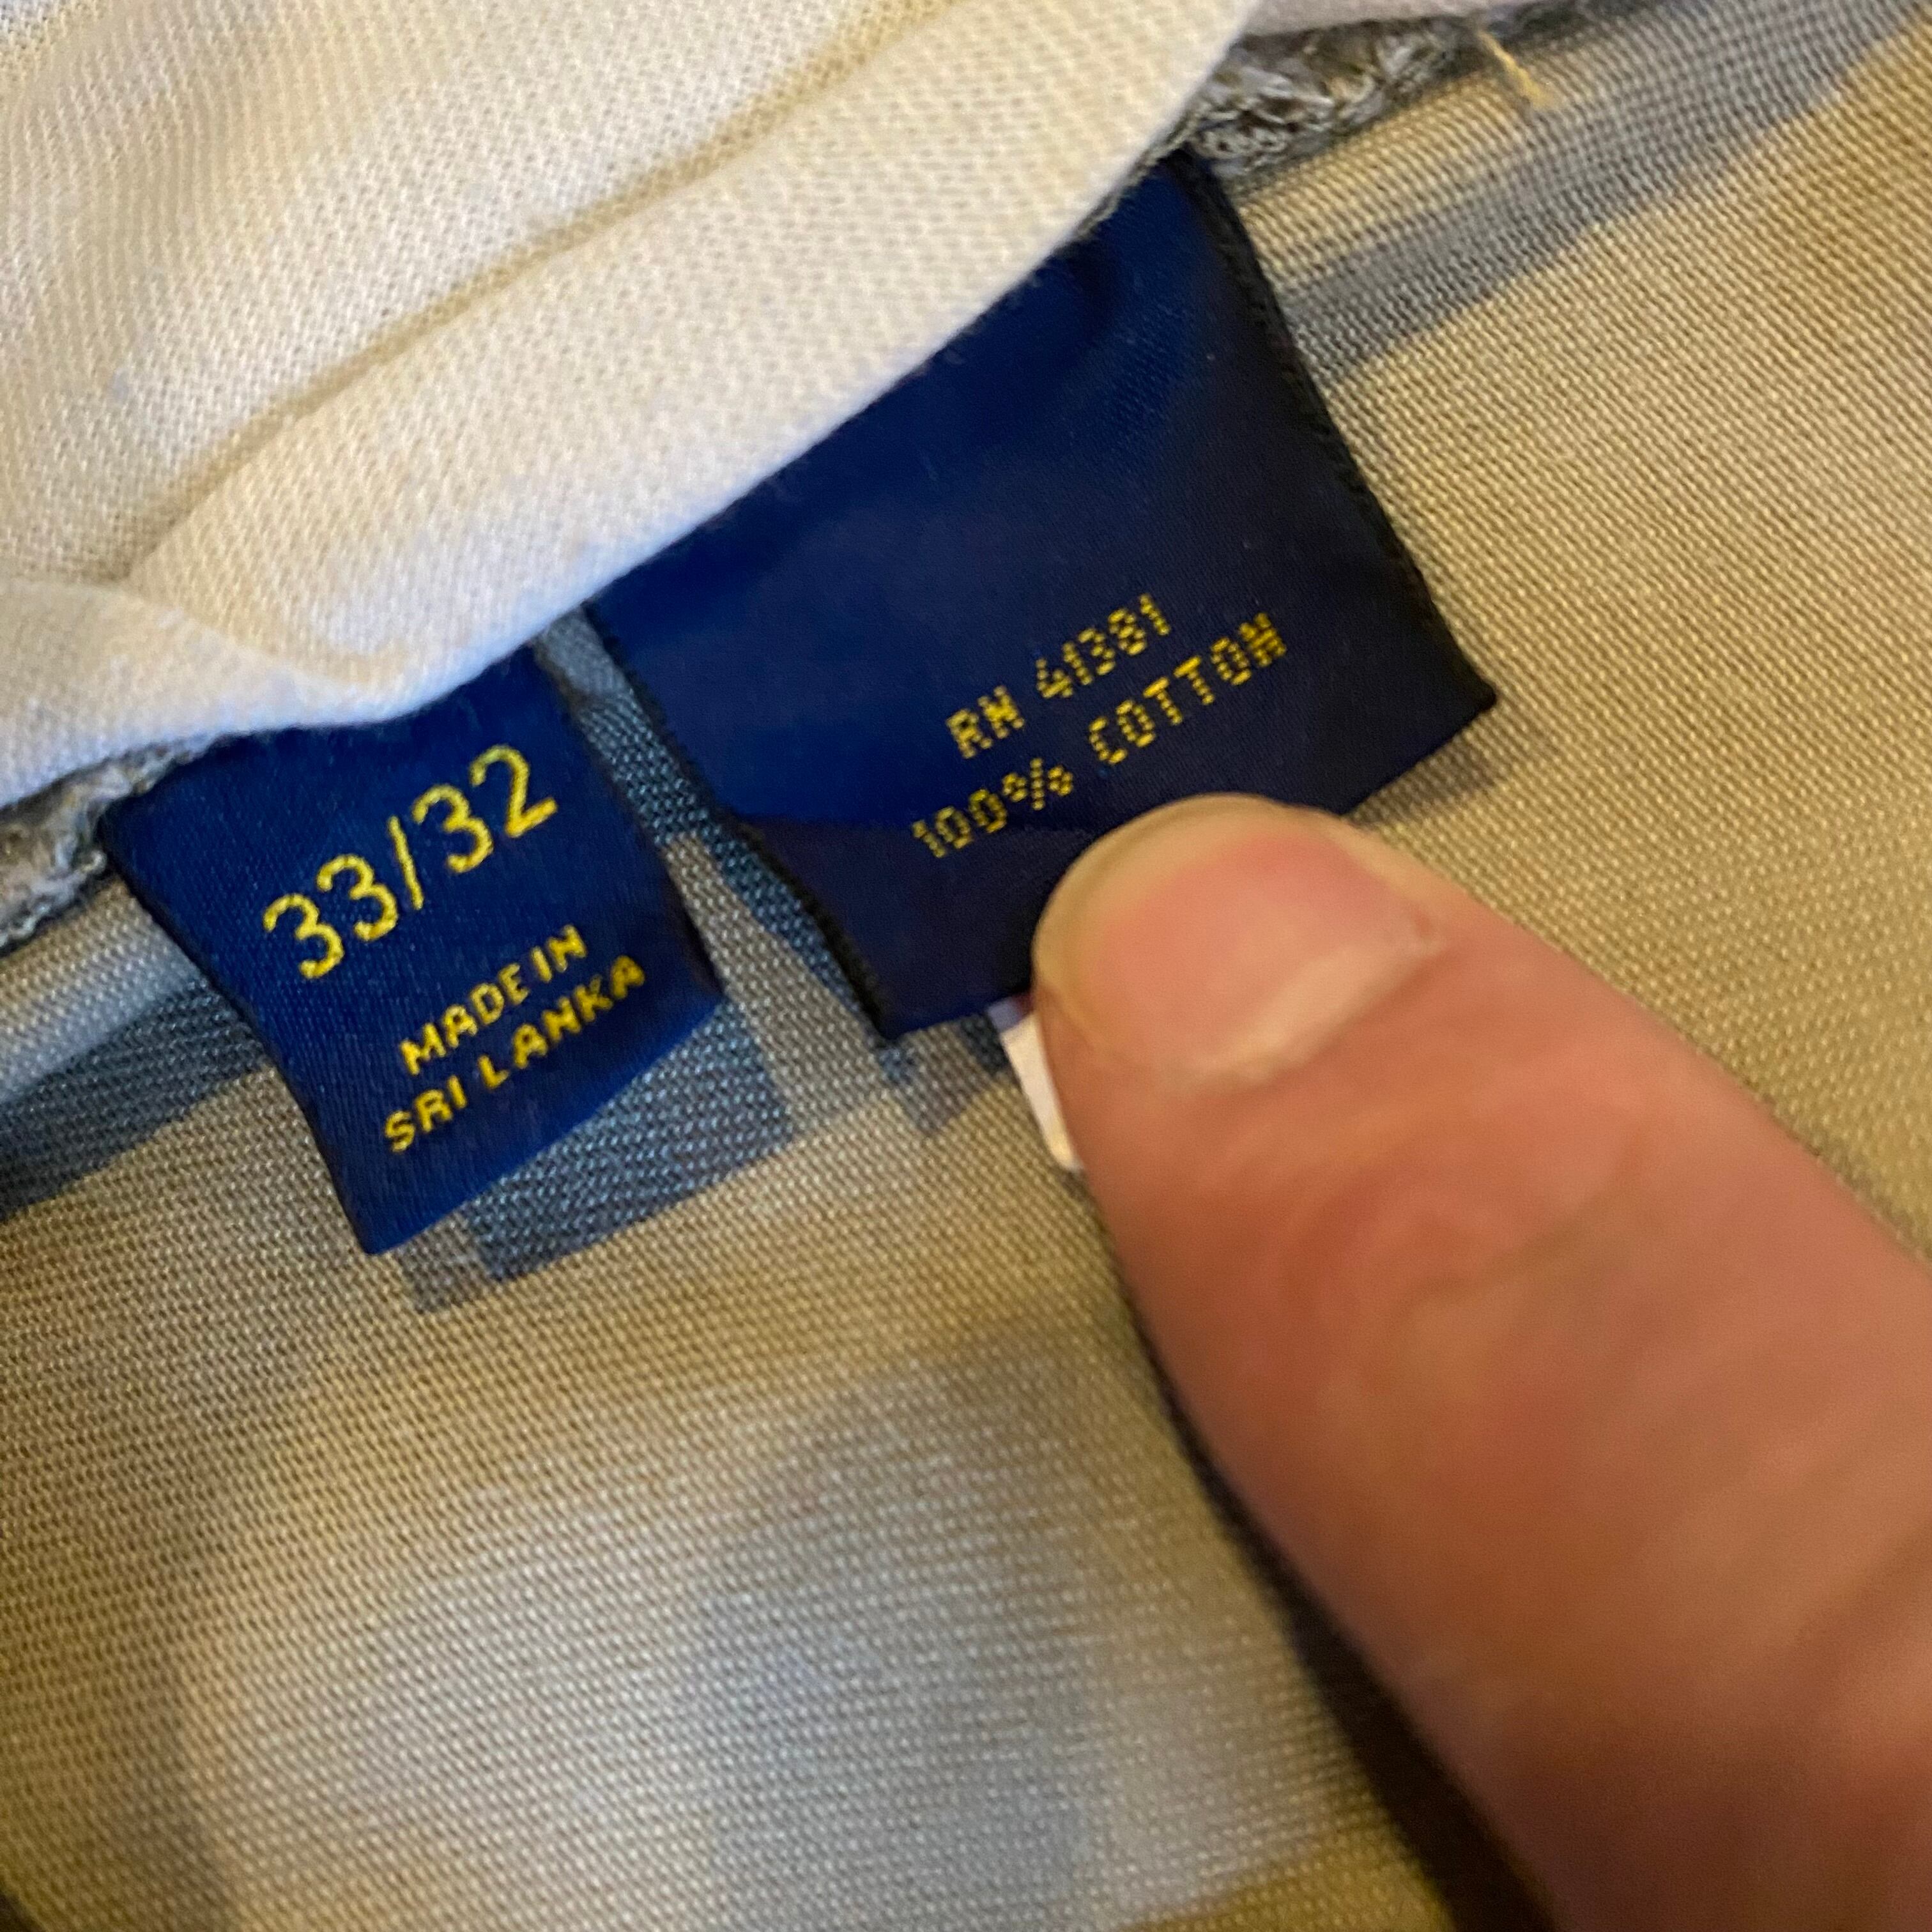 33/32
MADE IN
SRI LANKA
RN 41381
100% COTTON